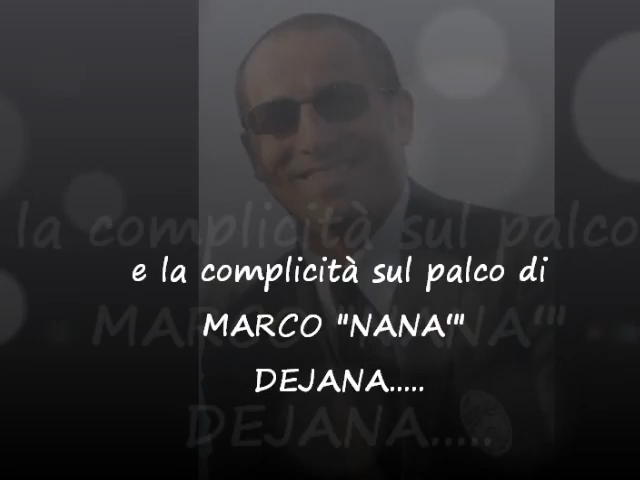 e la complicità sul palco di
MARCO "NANA'"
DEJANA.....